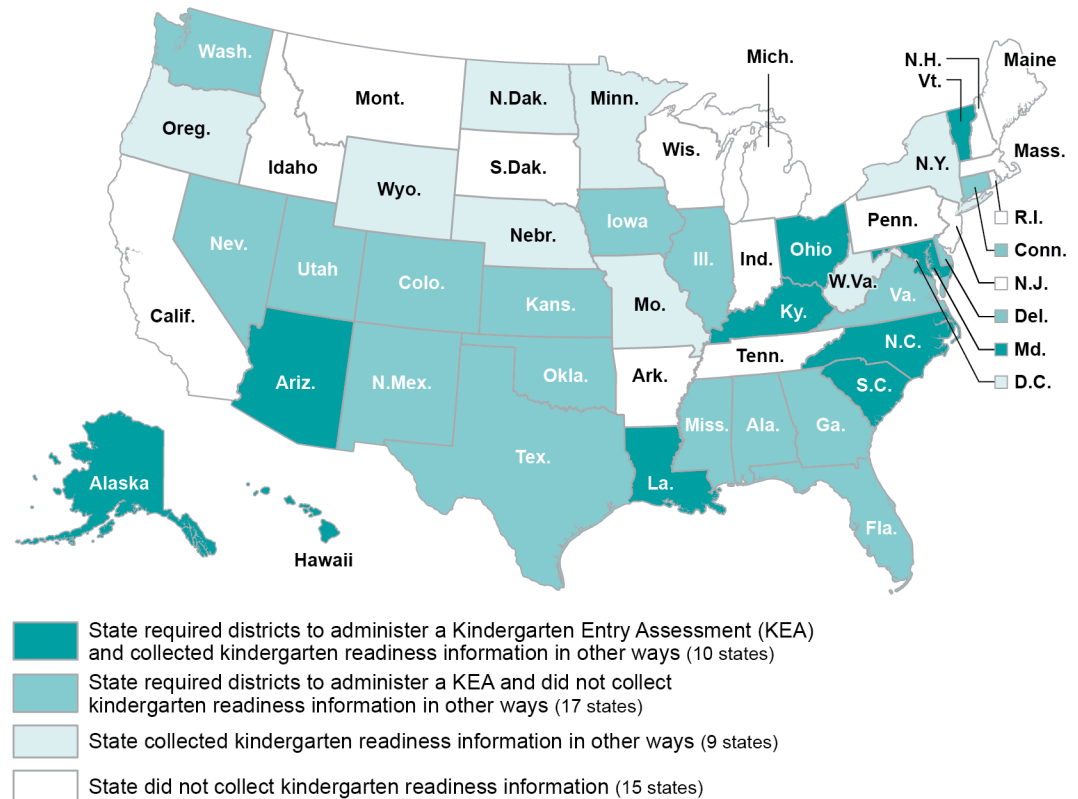 Mich.
N.H.
Maine
Vt.
Wash.
Mont.
N.Dak.
Minn.
Oreg.
Wis.
Mass.
N.Y.
Idaho
S.Dak.
Wyo.
R.I.
Penn.
Iowa
Nebr.
Nev.
Ohio
Conn.
Ill.
Ind.
Utah
W.Va.
Colo.
N.J.
Va.
Kans.
Mo.
Ky.
Calif.
Del.
N.C.
Md.
Tenn.
Okla.
Ark.
Ariz.
N.Mex.
S.C.
D.C.
Miss.
Ala.
Ga.
Tex.
Alaska
La.
Fla.
Hawaii
State required districts to administer a Kindergarten Entry Assessment (KEA)
and collected kindergarten readiness information in other ways (10 states)
State required districts to administer a KEA and did not collect
kindergarten readiness information in other ways (17 states)
State collected kindergarten readiness information in other ways (9 states)
State did not collect kindergarten readiness information (15 states)